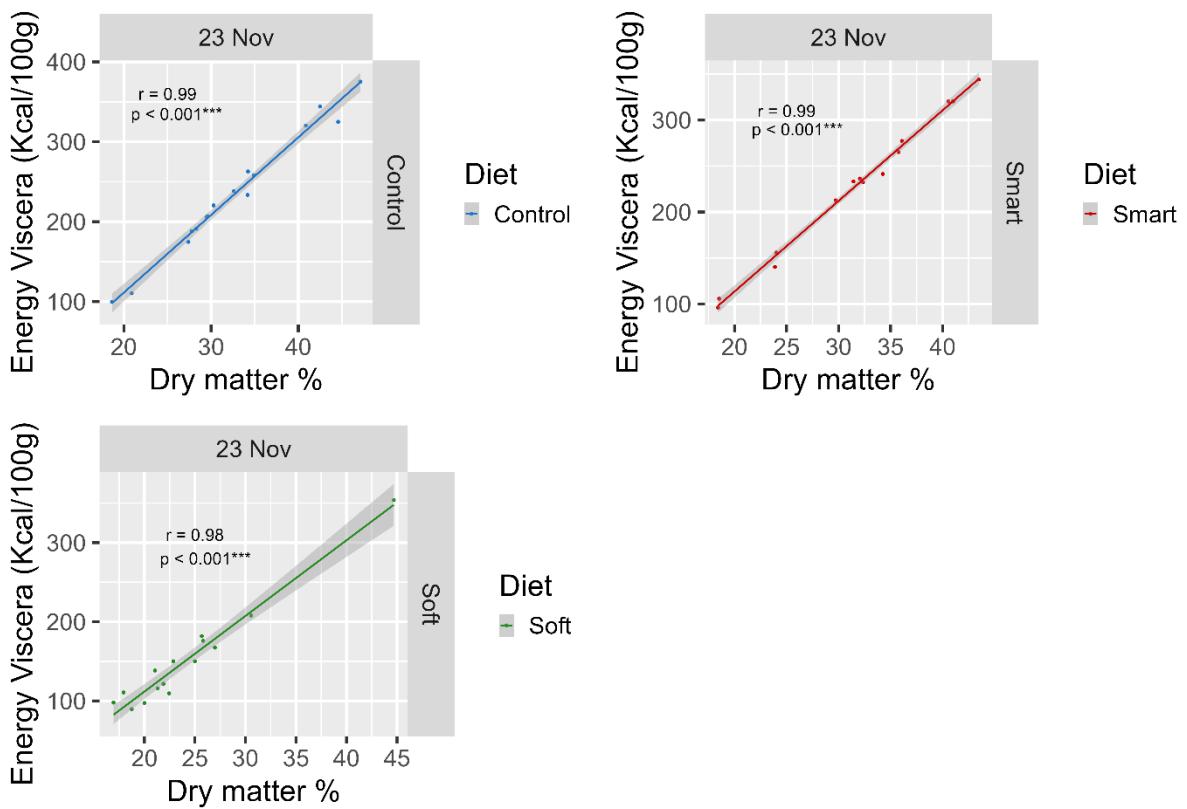 23 Nov
Energy Viscera (Kcal/100g)
400
300
200
100
r = 0.99
p < 0.001***
Control
20 30 40
Dry matter %
Diet
Control
23 Nov
Energy Viscera (Kcal/100g)
300
200
100
r = 0.99
p < 0.001***
Smart
20 25 30 35 40
Dry matter %
Diet
Smart
23 Nov
Energy Viscera (Kcal/100g)
300
200
100
r = 0.98
p < 0.001***
Soft
20 25 30 35 40 45
Dry matter %
Diet
Soft